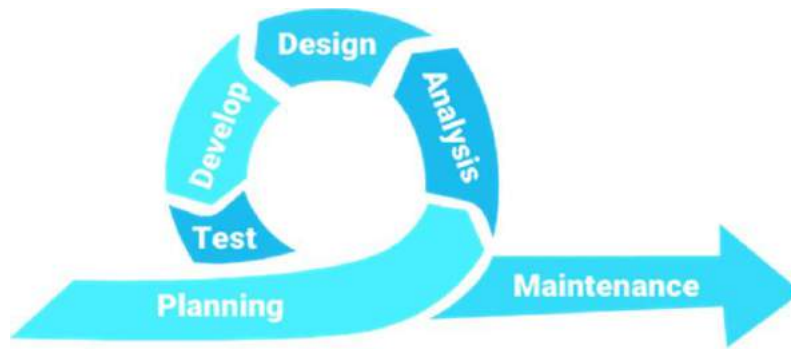 Design
Analysis
Develop
Test
Planning
Maintenance